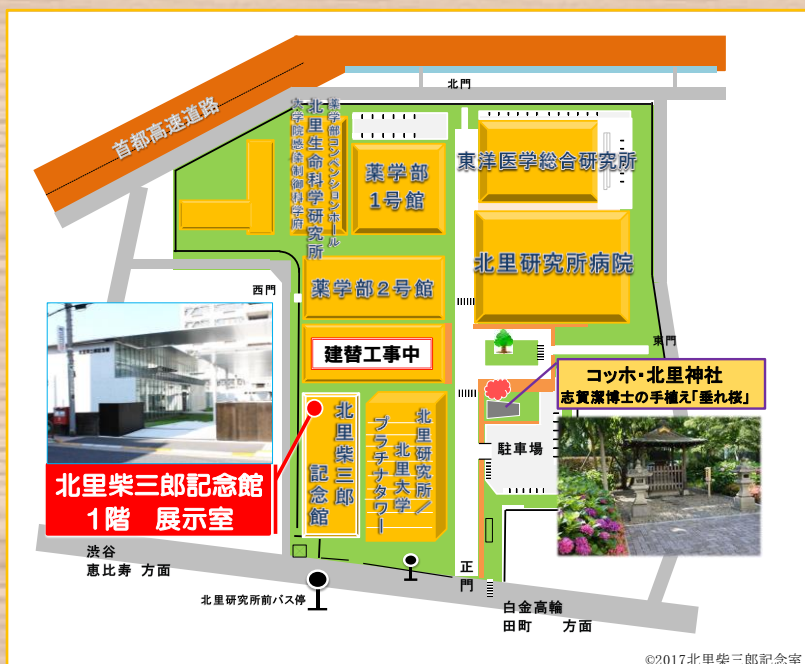 首都高速道路
北門
薬学部コンベンションホール
北里生命科学研究所
大学院感染制御科学府
薬学部
1号館
東洋医学総合研究所
北里研究所病院
薬学部2号館
西門
建替工事中
東門
コッホ・北里神社
志賀潔博士の手植え「垂れ桜」
北里柴三郎
記念館
北里研究所／
北里大学
プラチナタワー
駐車場
北里柴三郎記念館
1階 展示室
渋谷
恵比寿 方面
正門
北里研究所前バス停
白金高輪
田町 方面
©2017北里柴三郎記念室